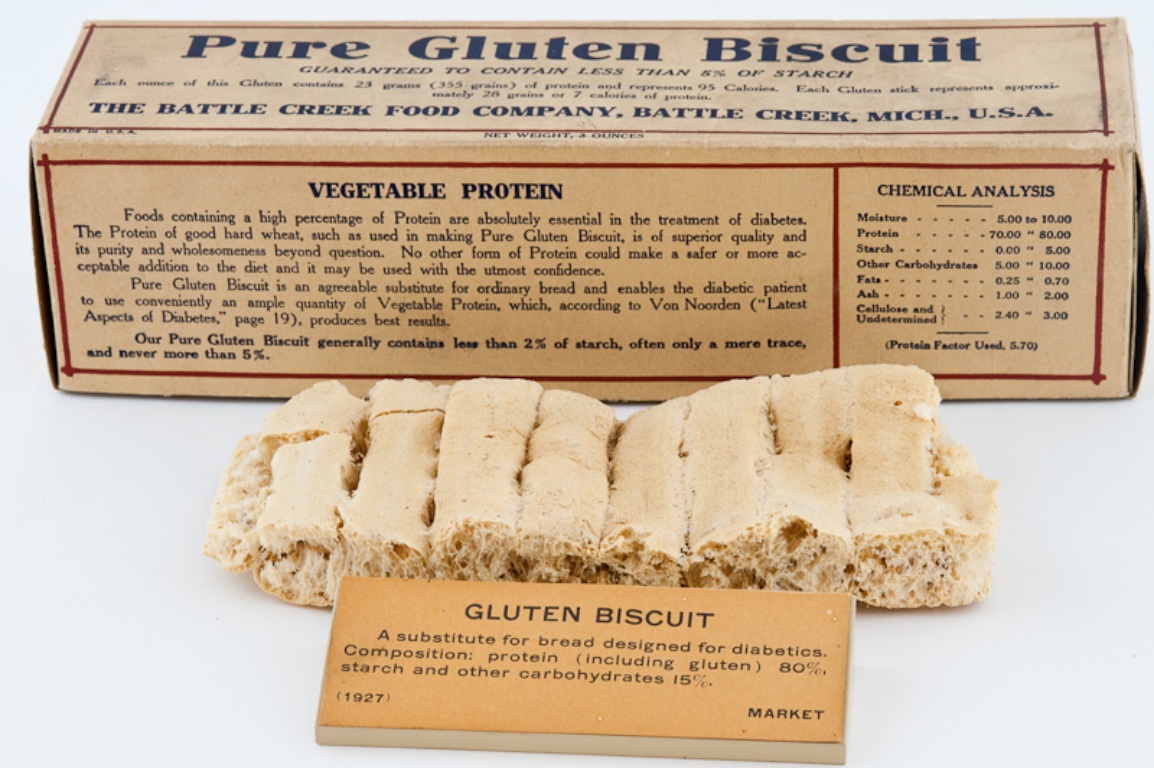 Pure Gluten Biscuit
GUARANTEED TO CONTAIN LESS THAN 5% OF STARCH
Each ounce of this Gluten contains 23 grams (355 grains) of protein and represents 95 Calories. Each Gluten stick represents approxi-
mately 28 grains or 7 calories of protein.
THE BATTLE CREEK FOOD COMPANY, BATTLE CREEK, MICH., U.S.A.
MADE IN U.S.A.
NET WEIGHT, 3 OUNCES
VEGETABLE PROTEIN
Foods containing a high percentage of Protein are absolutely essential in the treatment of diabetes.
The Protein of good hard wheat, such as used in making Pure Gluten Biscuit, is of superior quality and
its purity and wholesomeness beyond question. No other form of Protein could make a safer or more ac-
ceptable addition to the diet and it may be used with the utmost confidence.
Pure Gluten Biscuit is an agreeable substitute for ordinary bread and enables the diabetic patient
to use conveniently an ample quantity of Vegetable Protein, which, according to Von Noorden ("Latest
Aspects of Diabetes," page 19), produces best results.
Our Pure Gluten Biscuit generally contains less than 2% of starch, often only a mere trace,
and never more than 5%.
CHEMICAL ANALYSIS
Moisture - - - - - 5.00 to 10.00
Protein - - - - - 70.00 " 80.00
Starch - - - - - - 0.00 " 5.00
Other Carbohydrates 5.00 " 10.00
Fats - - - - - - - 0.25 " 0.70
Ash - - - - - - - 1.00 " 2.00
Cellulose and
Undetermined } - - 2.40 " 3.00
(Protein Factor Used, 5.70)
GLUTEN BISCUIT
A substitute for bread designed for diabetics.
Composition: protein (including gluten) 80%,
starch and other carbohydrates 15%.
(1927)
MARKET